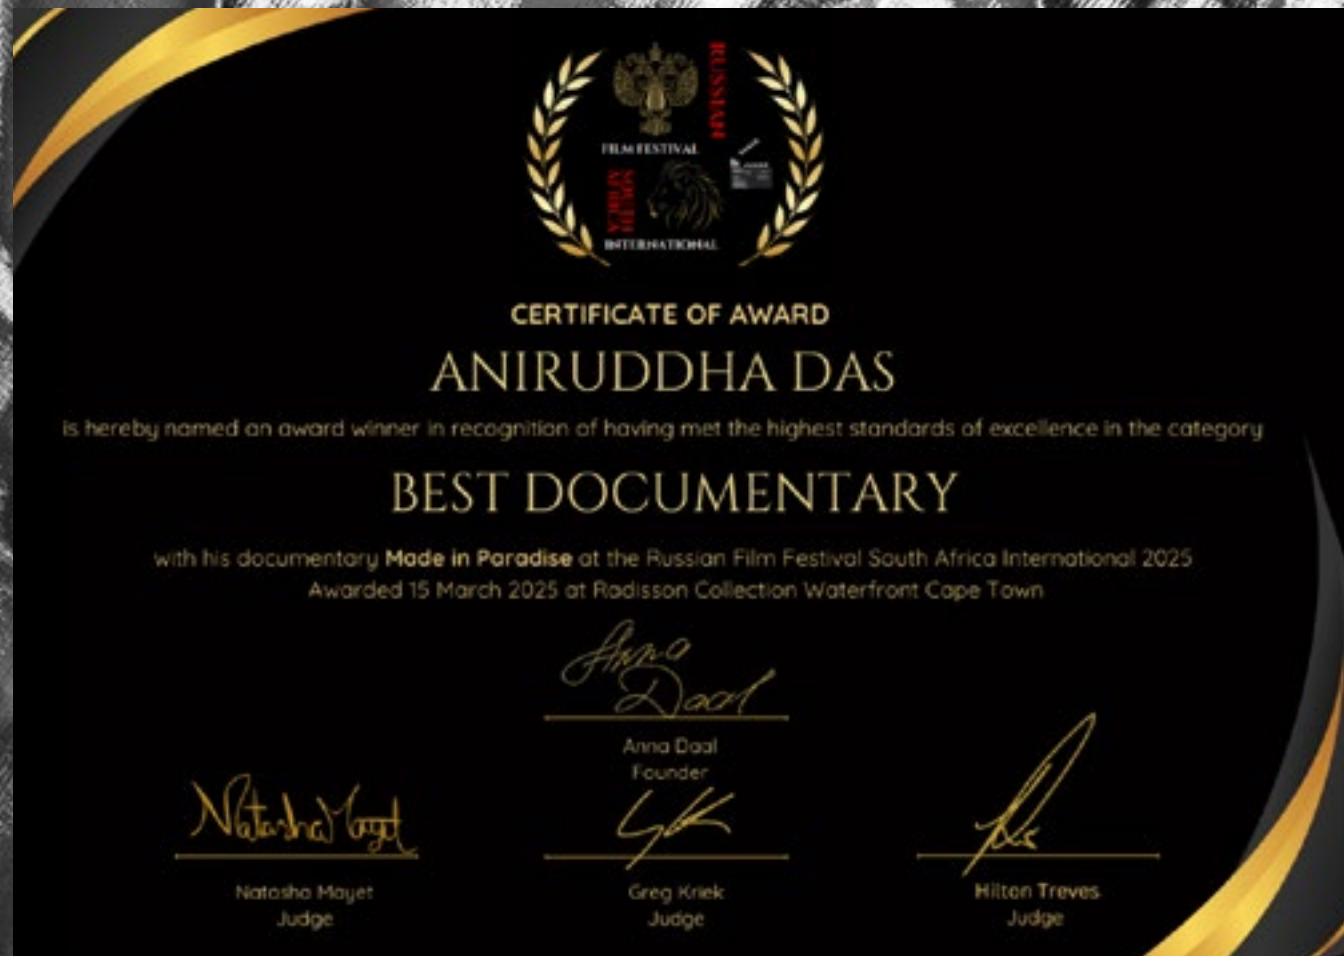 RUSSIAN
FILM FESTIVAL
SOUTH
AFRICA
INTERNATIONAL
CERTIFICATE OF AWARD
ANIRUDDHA DAS
is hereby named an award winner in recognition of having met the highest standards of excellence in the category
BEST DOCUMENTARY
with his documentary Made in Paradise at the Russian Film Festival South Africa International 2025
Awarded 15 March 2025 at Radisson Collection Waterfront Cape Town
Anna
Daal
Anna Daal
Founder
Natasha Mayet
Natasha Mayet
Judge
Greg Kriek
Judge
Hilton Treves
Judge